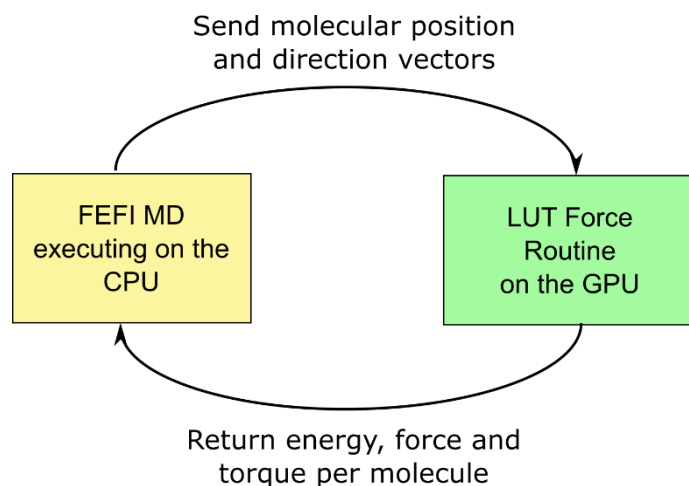 Send molecular position
and direction vectors
FEFI MD
executing on the
CPU
LUT Force
Routine
on the GPU
Return energy, force and
torque per molecule